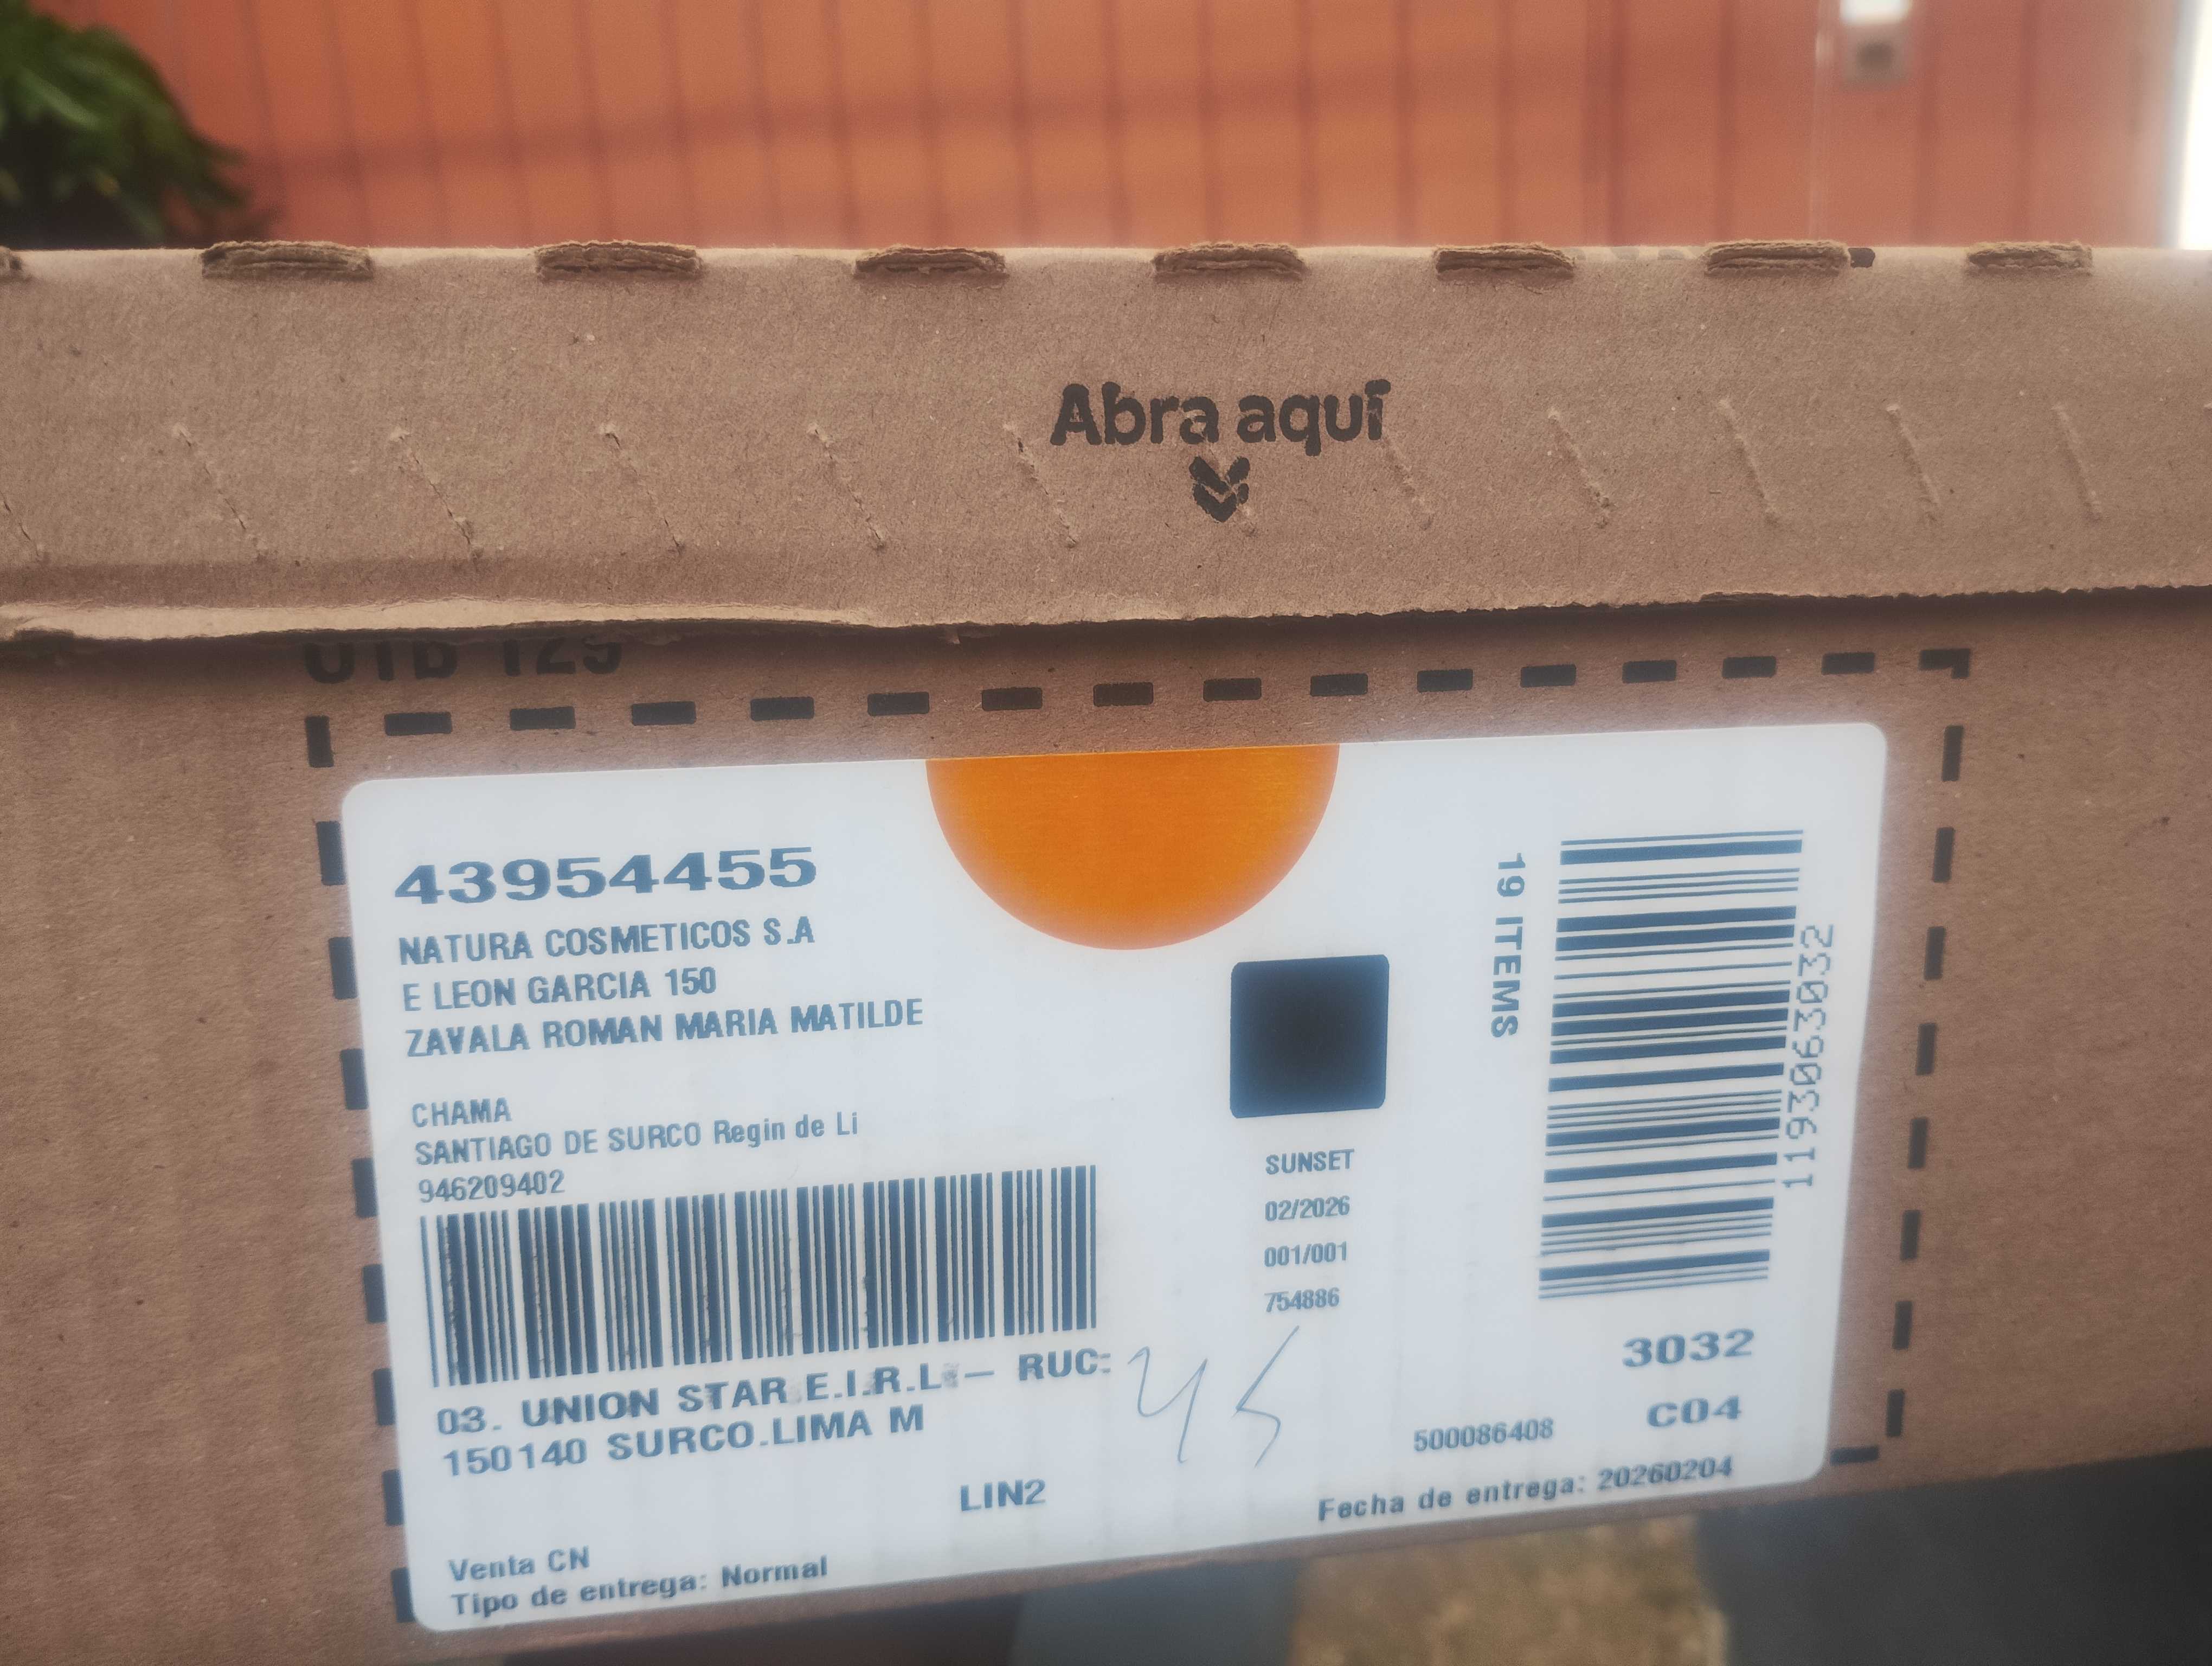 Abra aquí
43954455
NATURA COSMETICOS S.A
E LEON GARCIA 150
ZAVALA ROMAN MARIA MATILDE
CHAMA
SANTIAGO DE SURCO Regin de Li
946209402
03. UNION STAR E.I.R.L - RUC:
150140 SURCO.LIMA M
LIN2
Venta CN
Tipo de entrega: Normal
SUNSET
02/2026
001/001
754886
45
19 ITEMS
1193063032
3032
C04
500086408
Fecha de entrega: 20260204